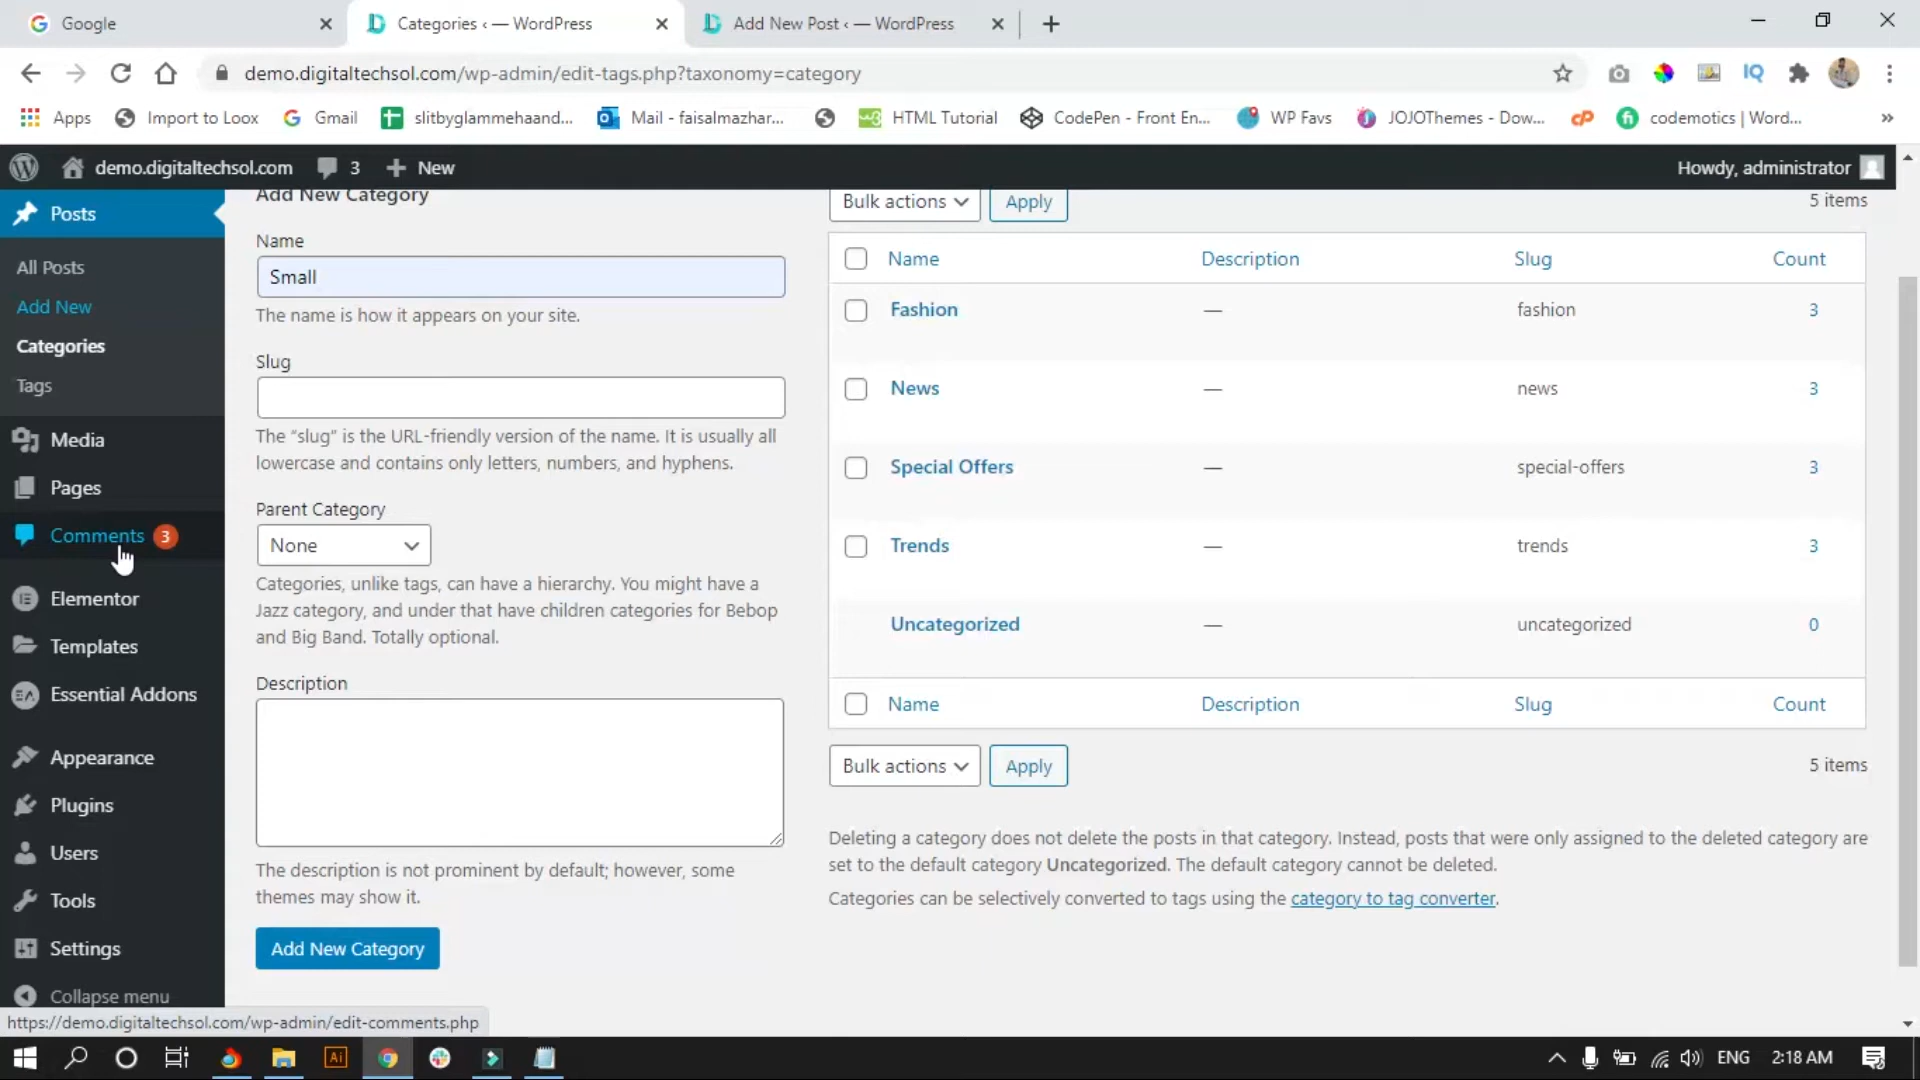 Google
Categories ‹ — WordPress
Add New Post ‹ — WordPress
demo.digitaltechsol.com/wp-admin/edit-tags.php?taxonomy=category
IQ
Apps
Import to Loox
Gmail
slitbyglammehaand...
Mail - faisalmazhar...
HTML Tutorial
CodePen - Front En...
WP Favs
JOJOThemes - Dow...
cP
codemotics | Word...
»
demo.digitaltechsol.com
3
New
Howdy, administrator
Posts
All Posts
Add New
Categories
Tags
Media
Pages
Comments 3
Elementor
Templates
Essential Addons
Appearance
Plugins
Users
Tools
Settings
Collapse menu
Add New Category
Name
Small
The name is how it appears on your site.
Slug
The “slug” is the URL-friendly version of the name. It is usually all
lowercase and contains only letters, numbers, and hyphens.
Parent Category
None
Categories, unlike tags, can have a hierarchy. You might have a
Jazz category, and under that have children categories for Bebop
and Big Band. Totally optional.
Description
The description is not prominent by default; however, some
themes may show it.
Add New Category
Bulk actions Apply 5 items
Name Description Slug Count
Fashion — fashion 3
News — news 3
Special Offers — special-offers 3
Trends — trends 3
Uncategorized — uncategorized 0
Name Description Slug Count
Bulk actions Apply 5 items
Deleting a category does not delete the posts in that category. Instead, posts that were only assigned to the deleted category are
set to the default category Uncategorized. The default category cannot be deleted.
Categories can be selectively converted to tags using the category to tag converter.
https://demo.digitaltechsol.com/wp-admin/edit-comments.php
Ai
ENG
2:18 AM